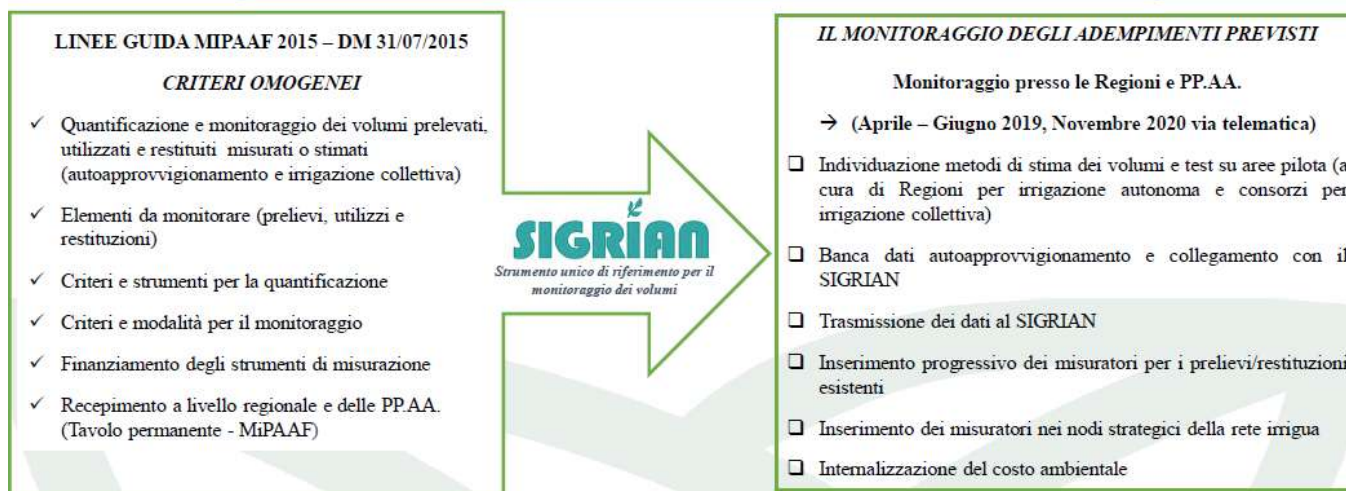 LINEE GUIDA MIPAAF 2015 – DM 31/07/2015
CRITERI OMOGENEI
✓ Quantificazione e monitoraggio dei volumi prelevati,
utilizzati e restituiti misurati o stimati
(autoapprovvigionamento e irrigazione collettiva)
✓ Elementi da monitorare (prelievi, utilizzi e
restituzioni)
✓ Criteri e strumenti per la quantificazione
✓ Criteri e modalità per il monitoraggio
✓ Finanziamento degli strumenti di misurazione
✓ Recepimento a livello regionale e delle PP.AA.
(Tavolo permanente - MiPAAF)
SIGRIAN
Strumento unico di riferimento per il
monitoraggio dei volumi
IL MONITORAGGIO DEGLI ADEMPIMENTI PREVISTI
Monitoraggio presso le Regioni e PP.AA.
→ (Aprile – Giugno 2019, Novembre 2020 via telematica)
❑ Individuazione metodi di stima dei volumi e test su aree pilota (a
cura di Regioni per irrigazione autonoma e consorzi per
irrigazione collettiva)
❑ Banca dati autoapprovvigionamento e collegamento con il
SIGRIAN
❑ Trasmissione dei dati al SIGRIAN
❑ Inserimento progressivo dei misuratori per i prelievi/restituzioni
esistenti
❑ Inserimento dei misuratori nei nodi strategici della rete irrigua
❑ Internalizzazione del costo ambientale